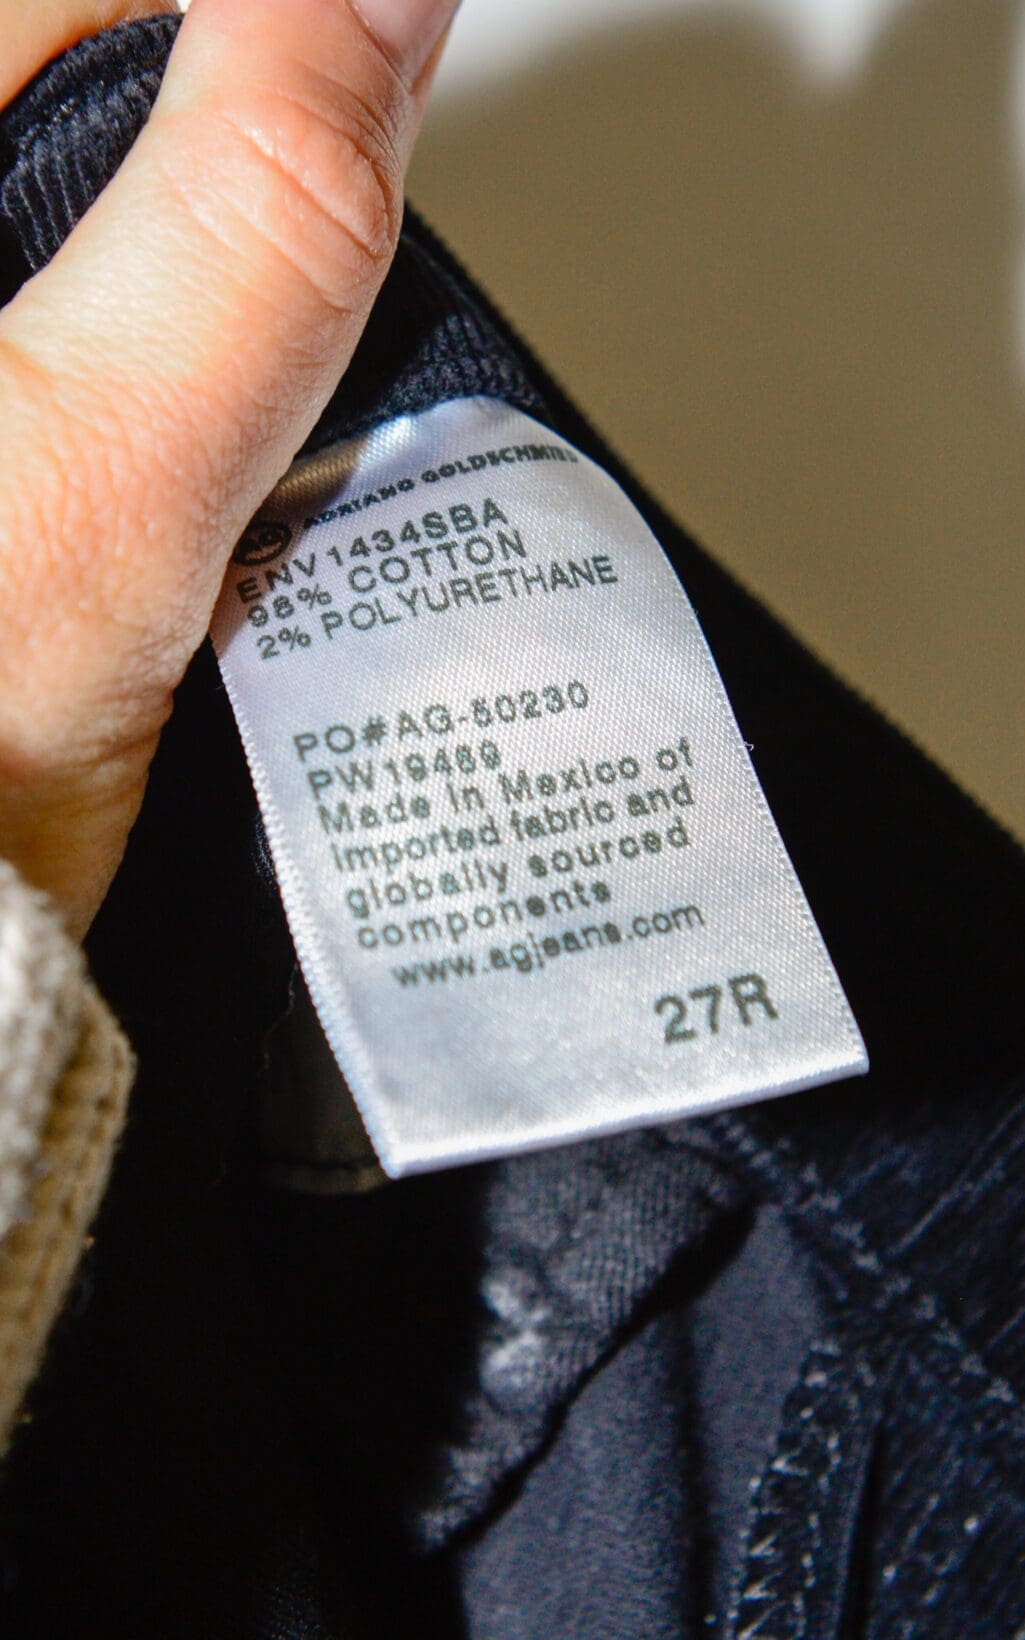 AG ADRIANO GOLDSCHMIED
ENV1434SBA
98% COTTON
2% POLYURETHANE
PO#AG-50230
PW19489
Made in Mexico of
imported fabric and
globally sourced
components
www.agjeans.com
27R